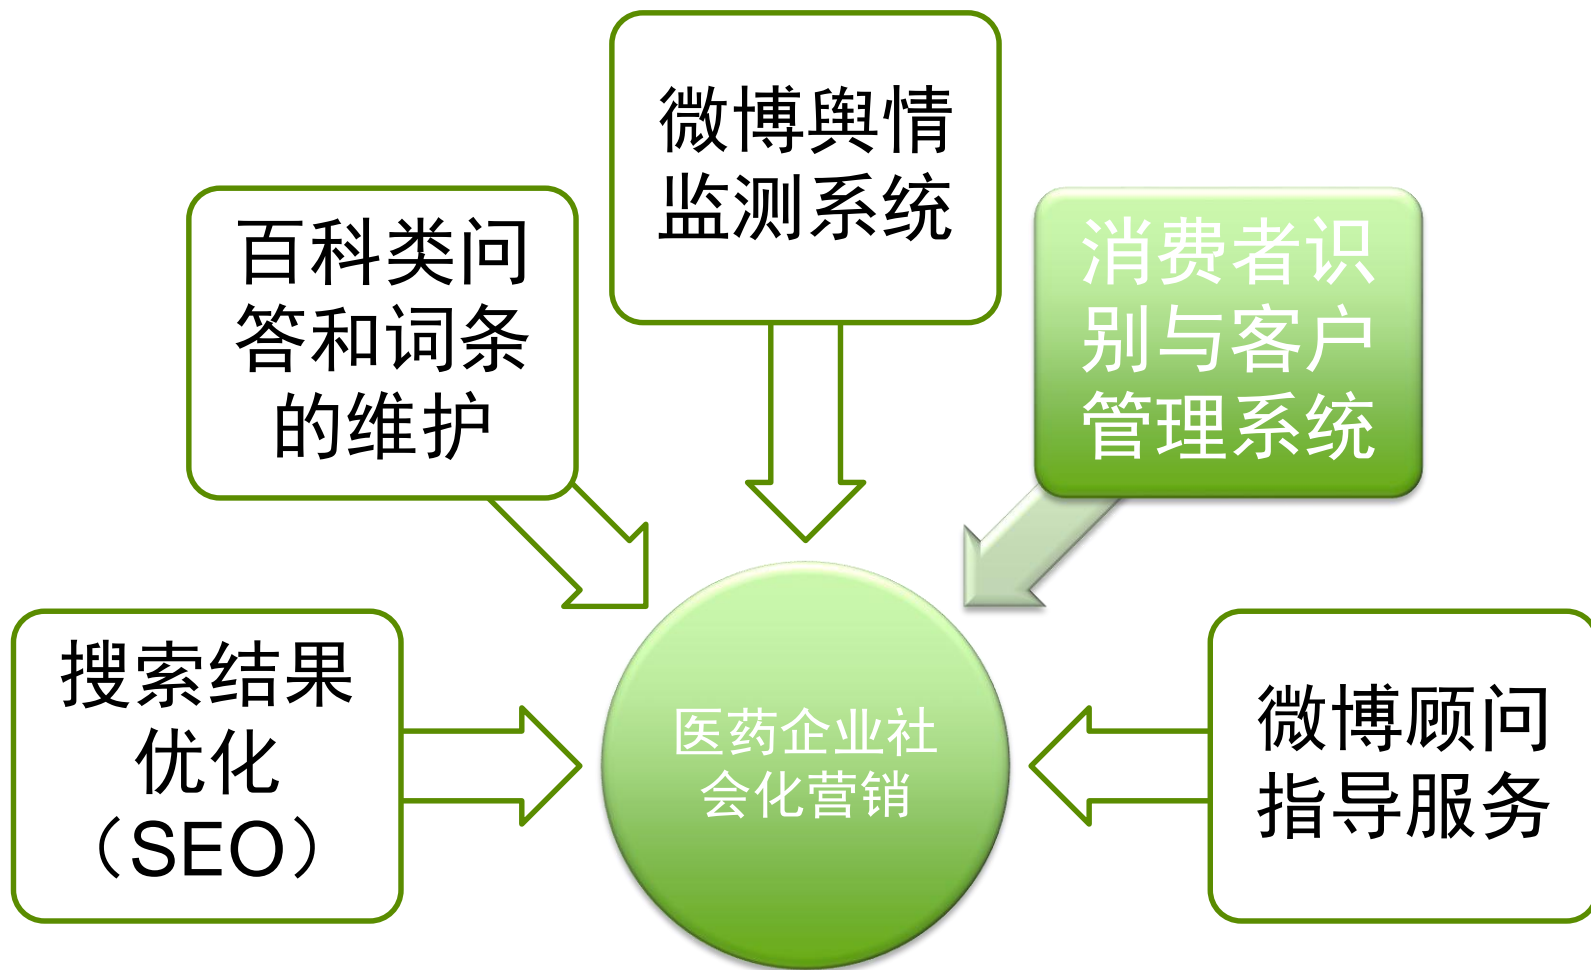 微博舆情
监测系统
百科类问
答和词条
的维护
消费者识
别与客户
管理系统
搜索结果
优化
（SEO）
医药企业社
会化营销
微博顾问
指导服务